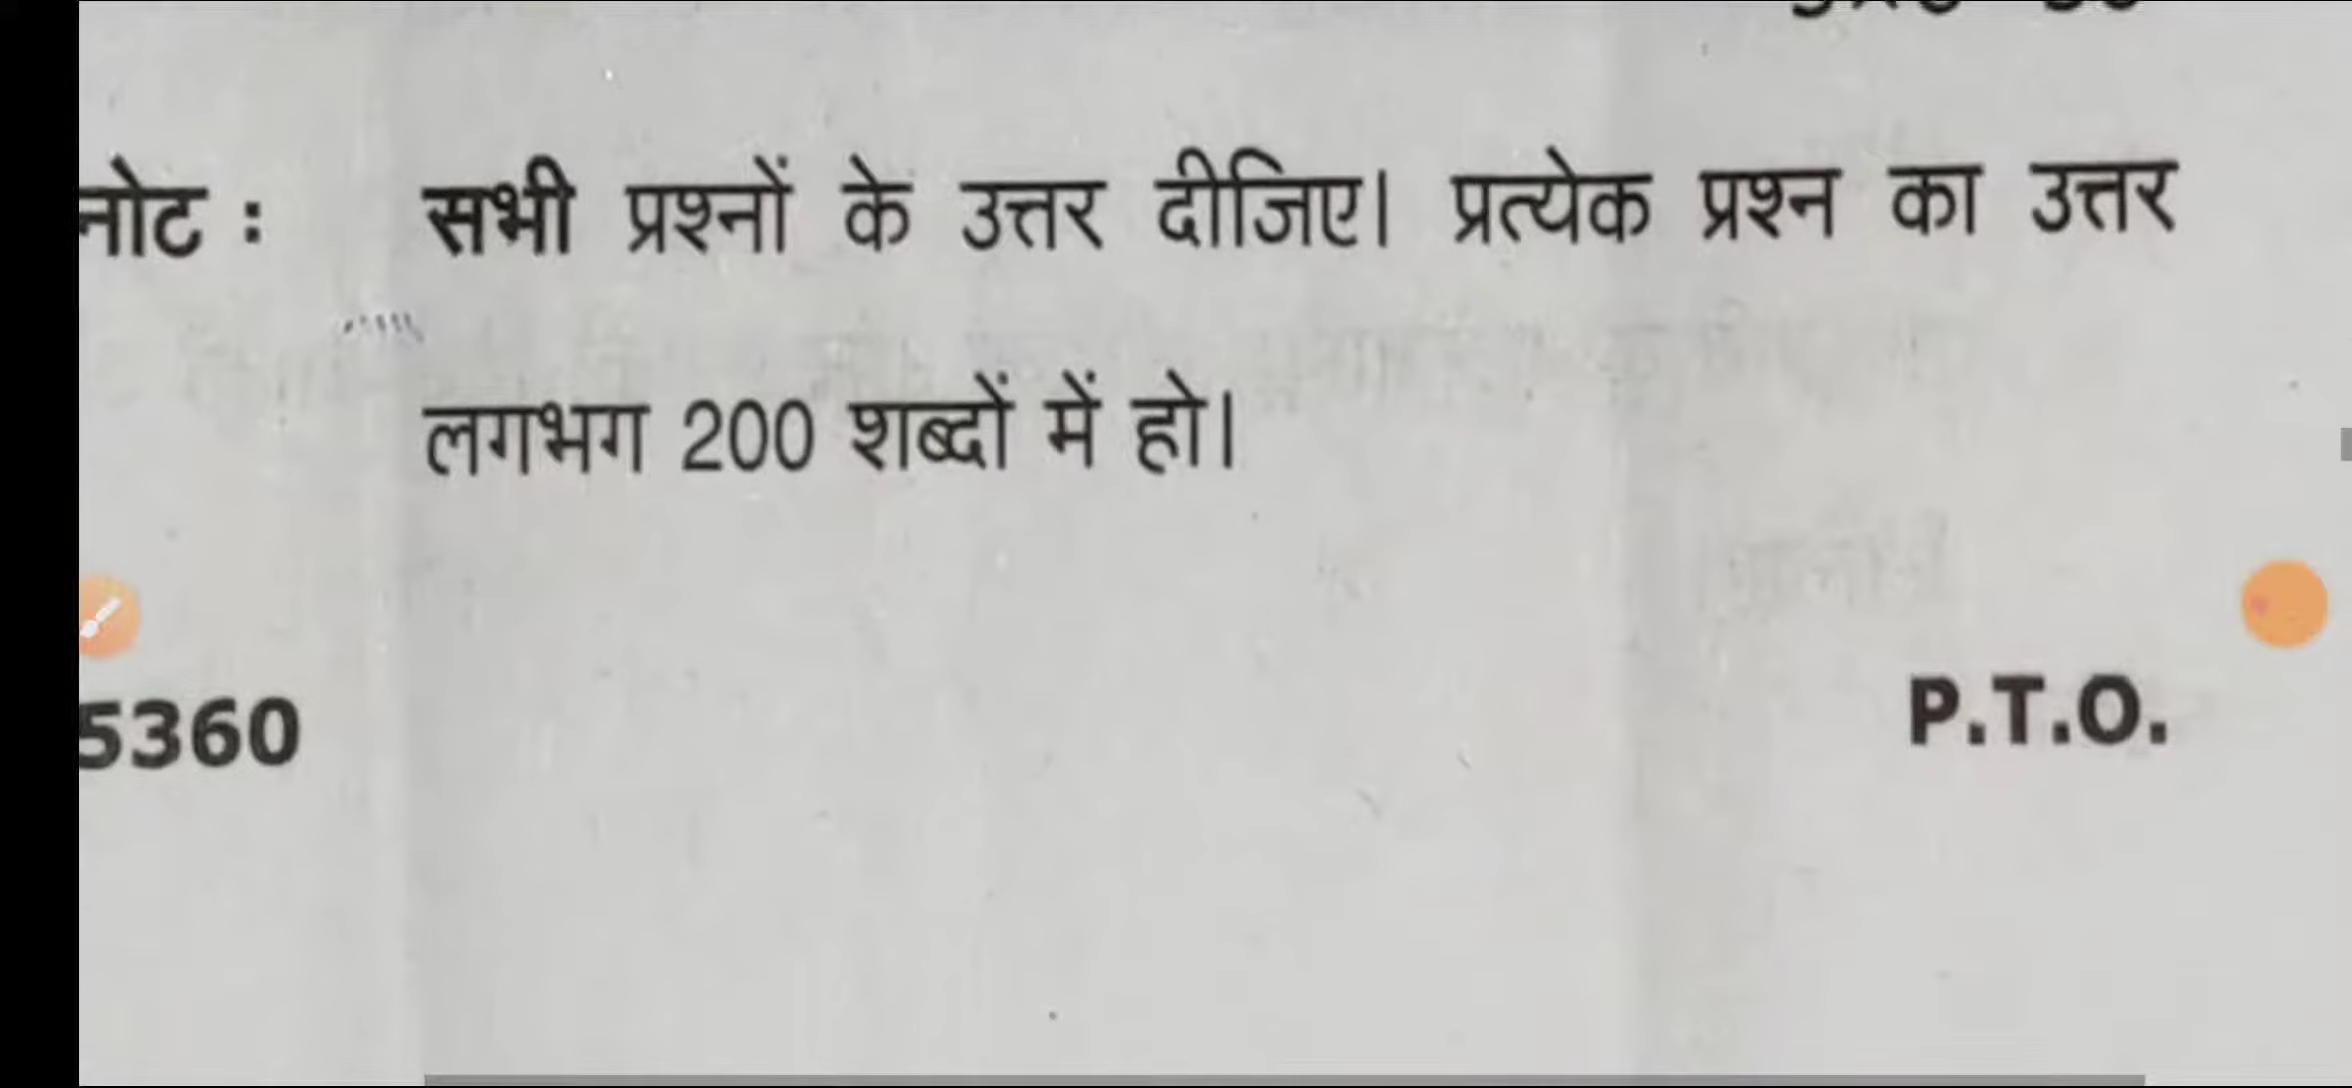 नोट : सभी प्रश्नों के उत्तर दीजिए। प्रत्येक प्रश्न का उत्तर
लगभग 200 शब्दों में हो।
5360 P.T.O.